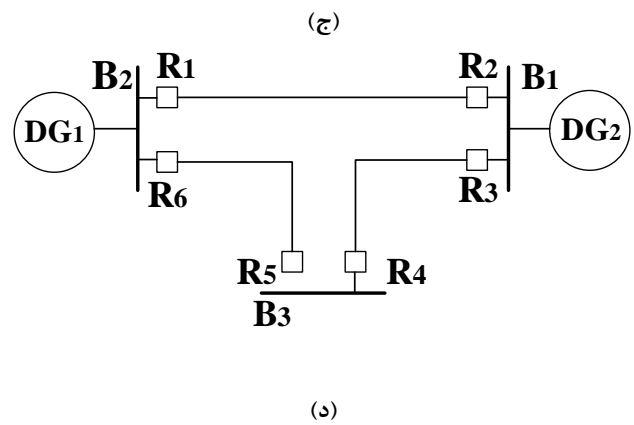 (ج)
B2 R1 R2 B1
DG1 DG2
R6 R3
R5 R4
B3
(د)